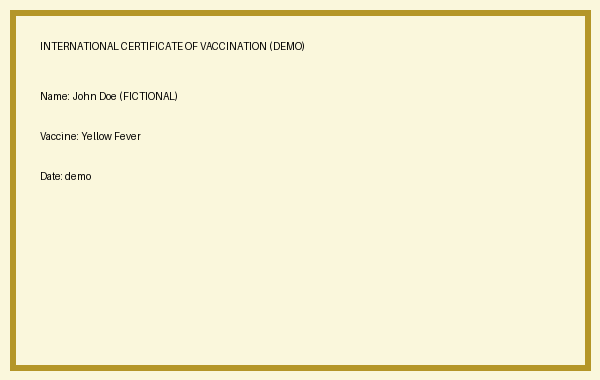 INTERNATIONAL CERTIFICATE OF VACCINATION (DEMO)
Name: John Doe (FICTIONAL)
Vaccine: Yellow Fever
Date: demo